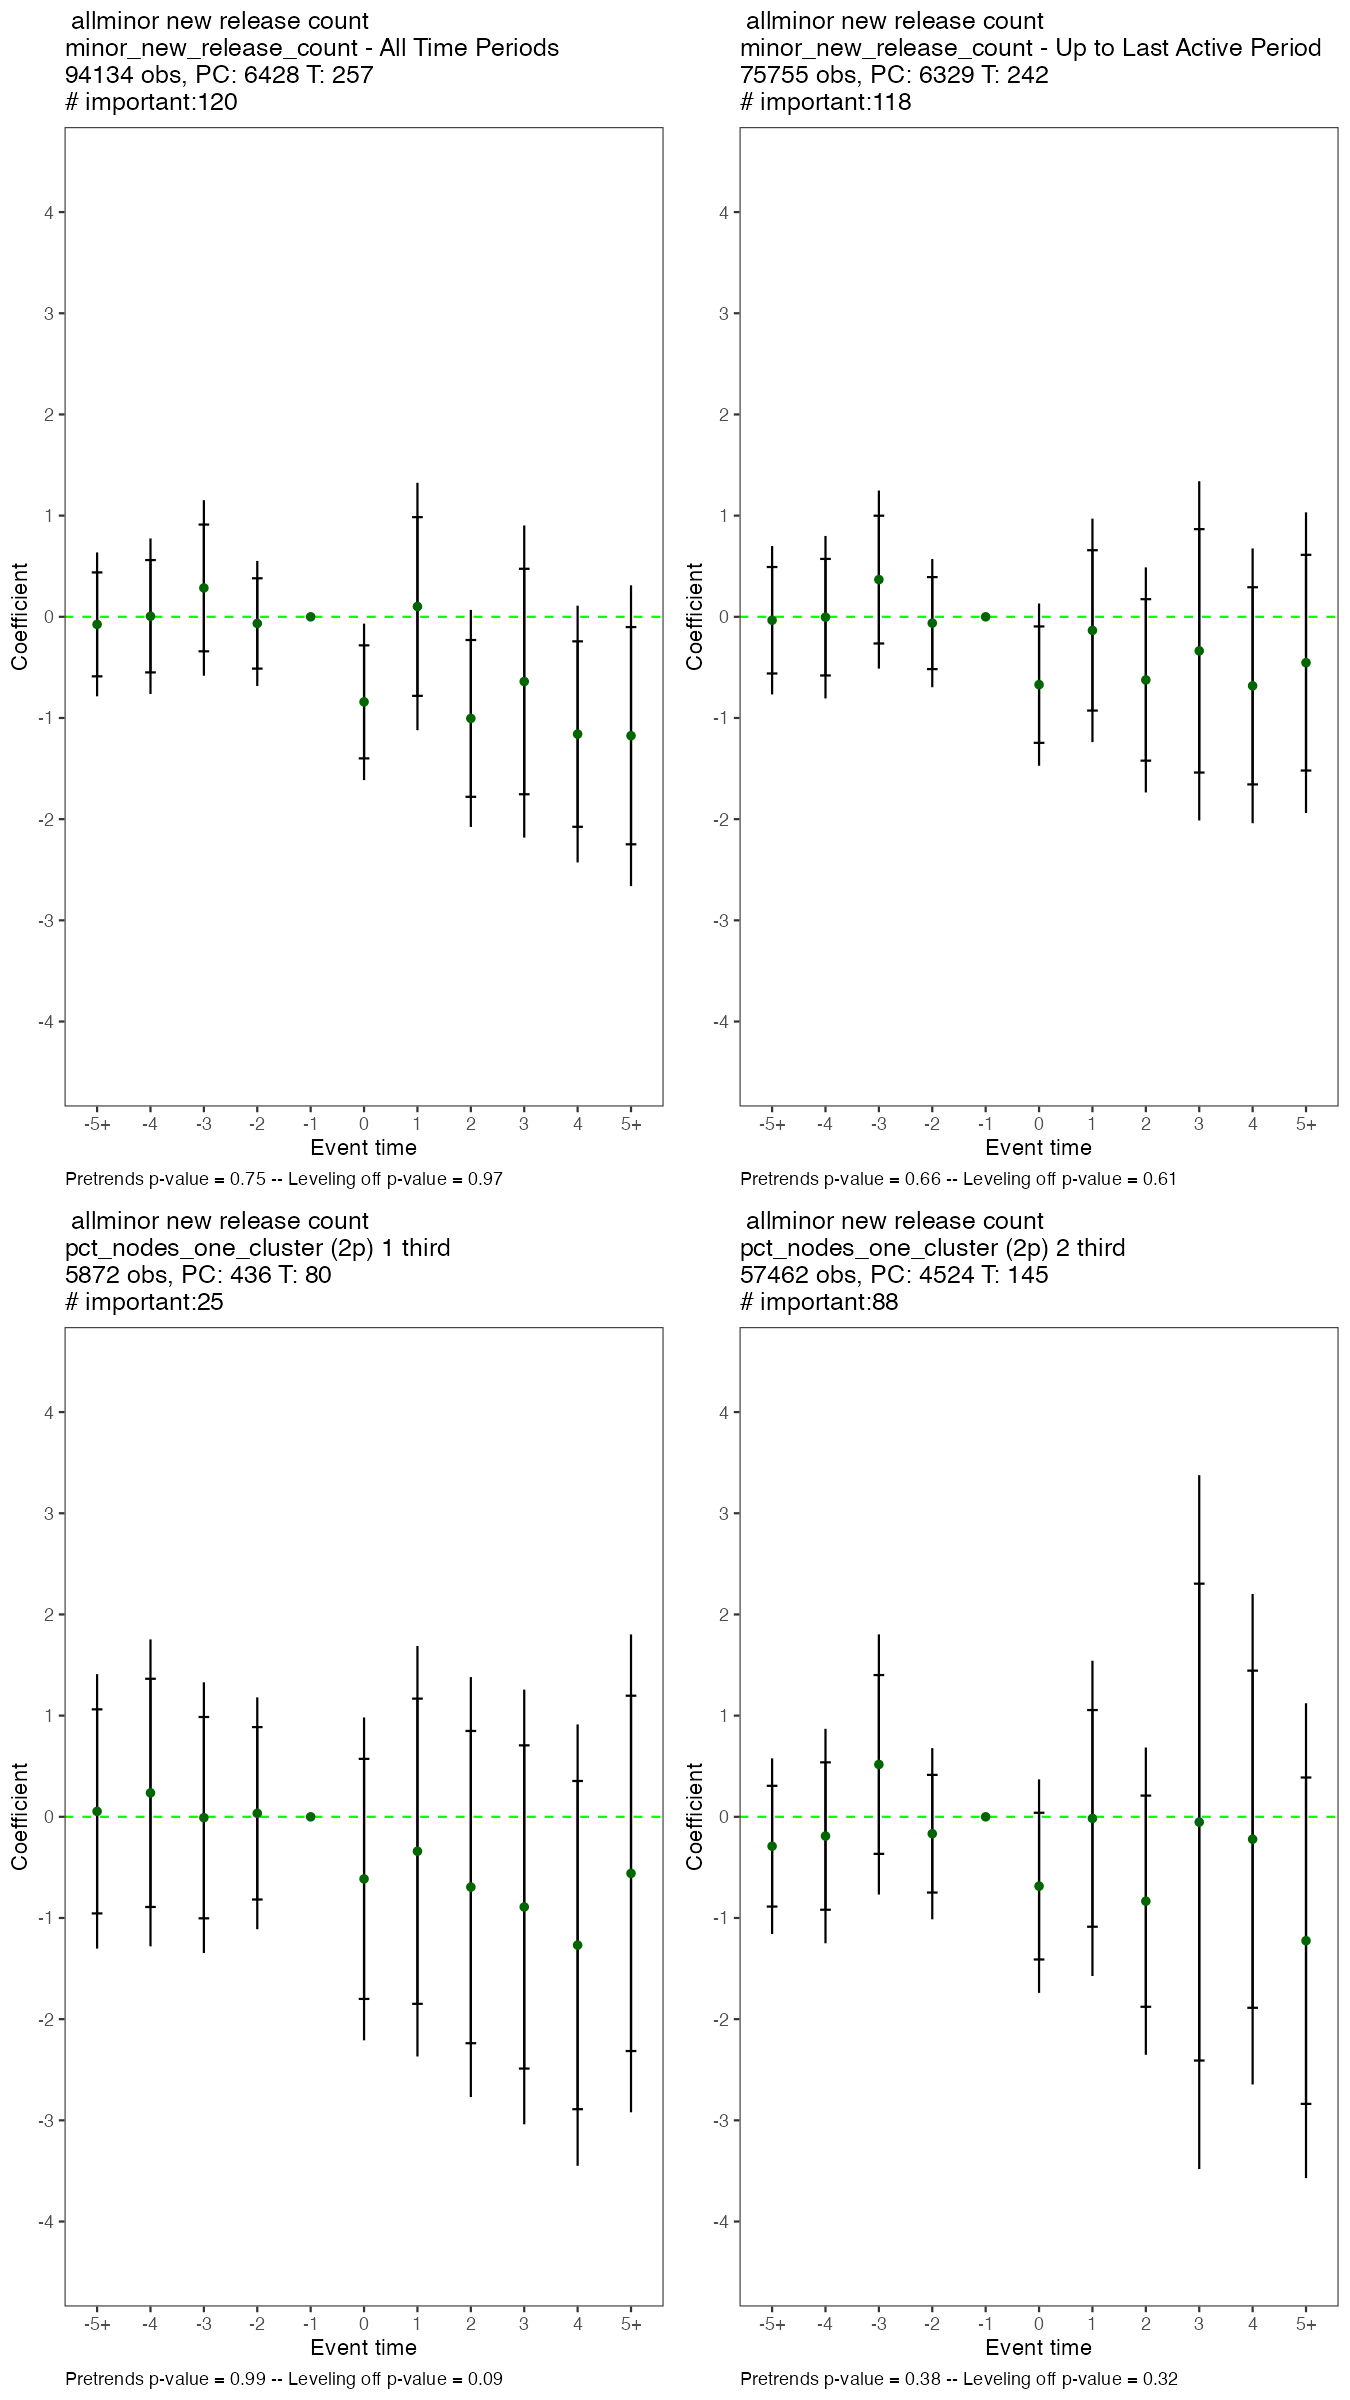 allminor new release count
minor_new_release_count - All Time Periods
94134 obs, PC: 6428 T: 257
# important:120
4
3
2
1
0
-1
-2
-3
-4
Coefficient
-5+ -4 -3 -2 -1 0 1 2 3 4 5+
Event time
Pretrends p-value = 0.75 -- Leveling off p-value = 0.97
allminor new release count
minor_new_release_count - Up to Last Active Period
75755 obs, PC: 6329 T: 242
# important:118
4
3
2
1
0
-1
-2
-3
-4
Coefficient
-5+ -4 -3 -2 -1 0 1 2 3 4 5+
Event time
Pretrends p-value = 0.66 -- Leveling off p-value = 0.61
allminor new release count
pct_nodes_one_cluster (2p) 1 third
5872 obs, PC: 436 T: 80
# important:25
4
3
2
1
0
-1
-2
-3
-4
Coefficient
-5+ -4 -3 -2 -1 0 1 2 3 4 5+
Event time
Pretrends p-value = 0.99 -- Leveling off p-value = 0.09
allminor new release count
pct_nodes_one_cluster (2p) 2 third
57462 obs, PC: 4524 T: 145
# important:88
4
3
2
1
0
-1
-2
-3
-4
Coefficient
-5+ -4 -3 -2 -1 0 1 2 3 4 5+
Event time
Pretrends p-value = 0.38 -- Leveling off p-value = 0.32